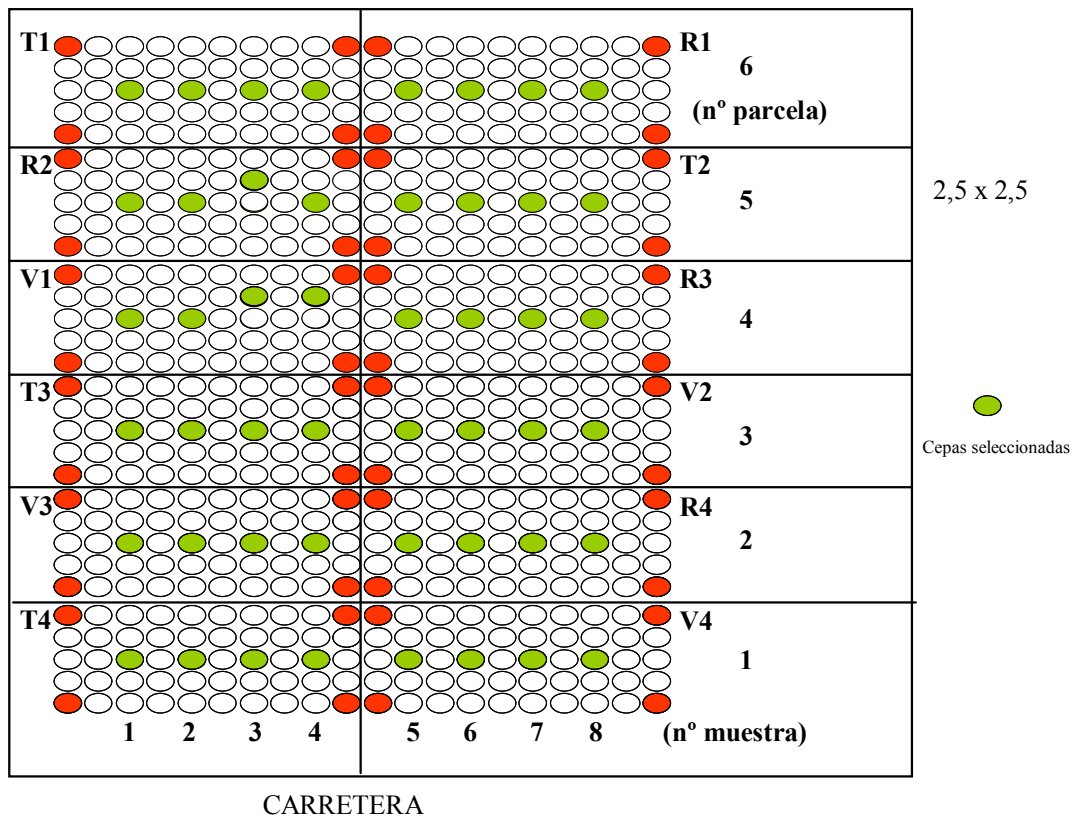 T1 R1
6
(nº parcela)
R2 T2
5
2,5 x 2,5
V1 R3
4
T3 V2
3
Cepas seleccionadas
V3 R4
2
T4 V4
1
1 2 3 4 5 6 7 8 (nº muestra)
CARRETERA